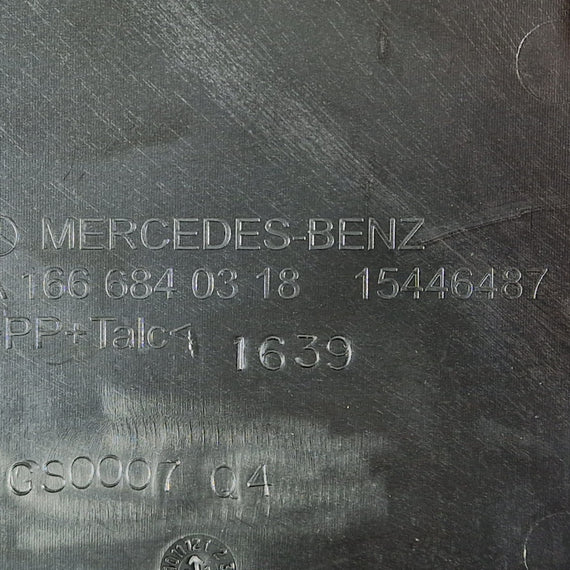 MERCEDES-BENZ
A 166 684 03 18 15446487
PP+Talc<
1639
GS0007 Q4